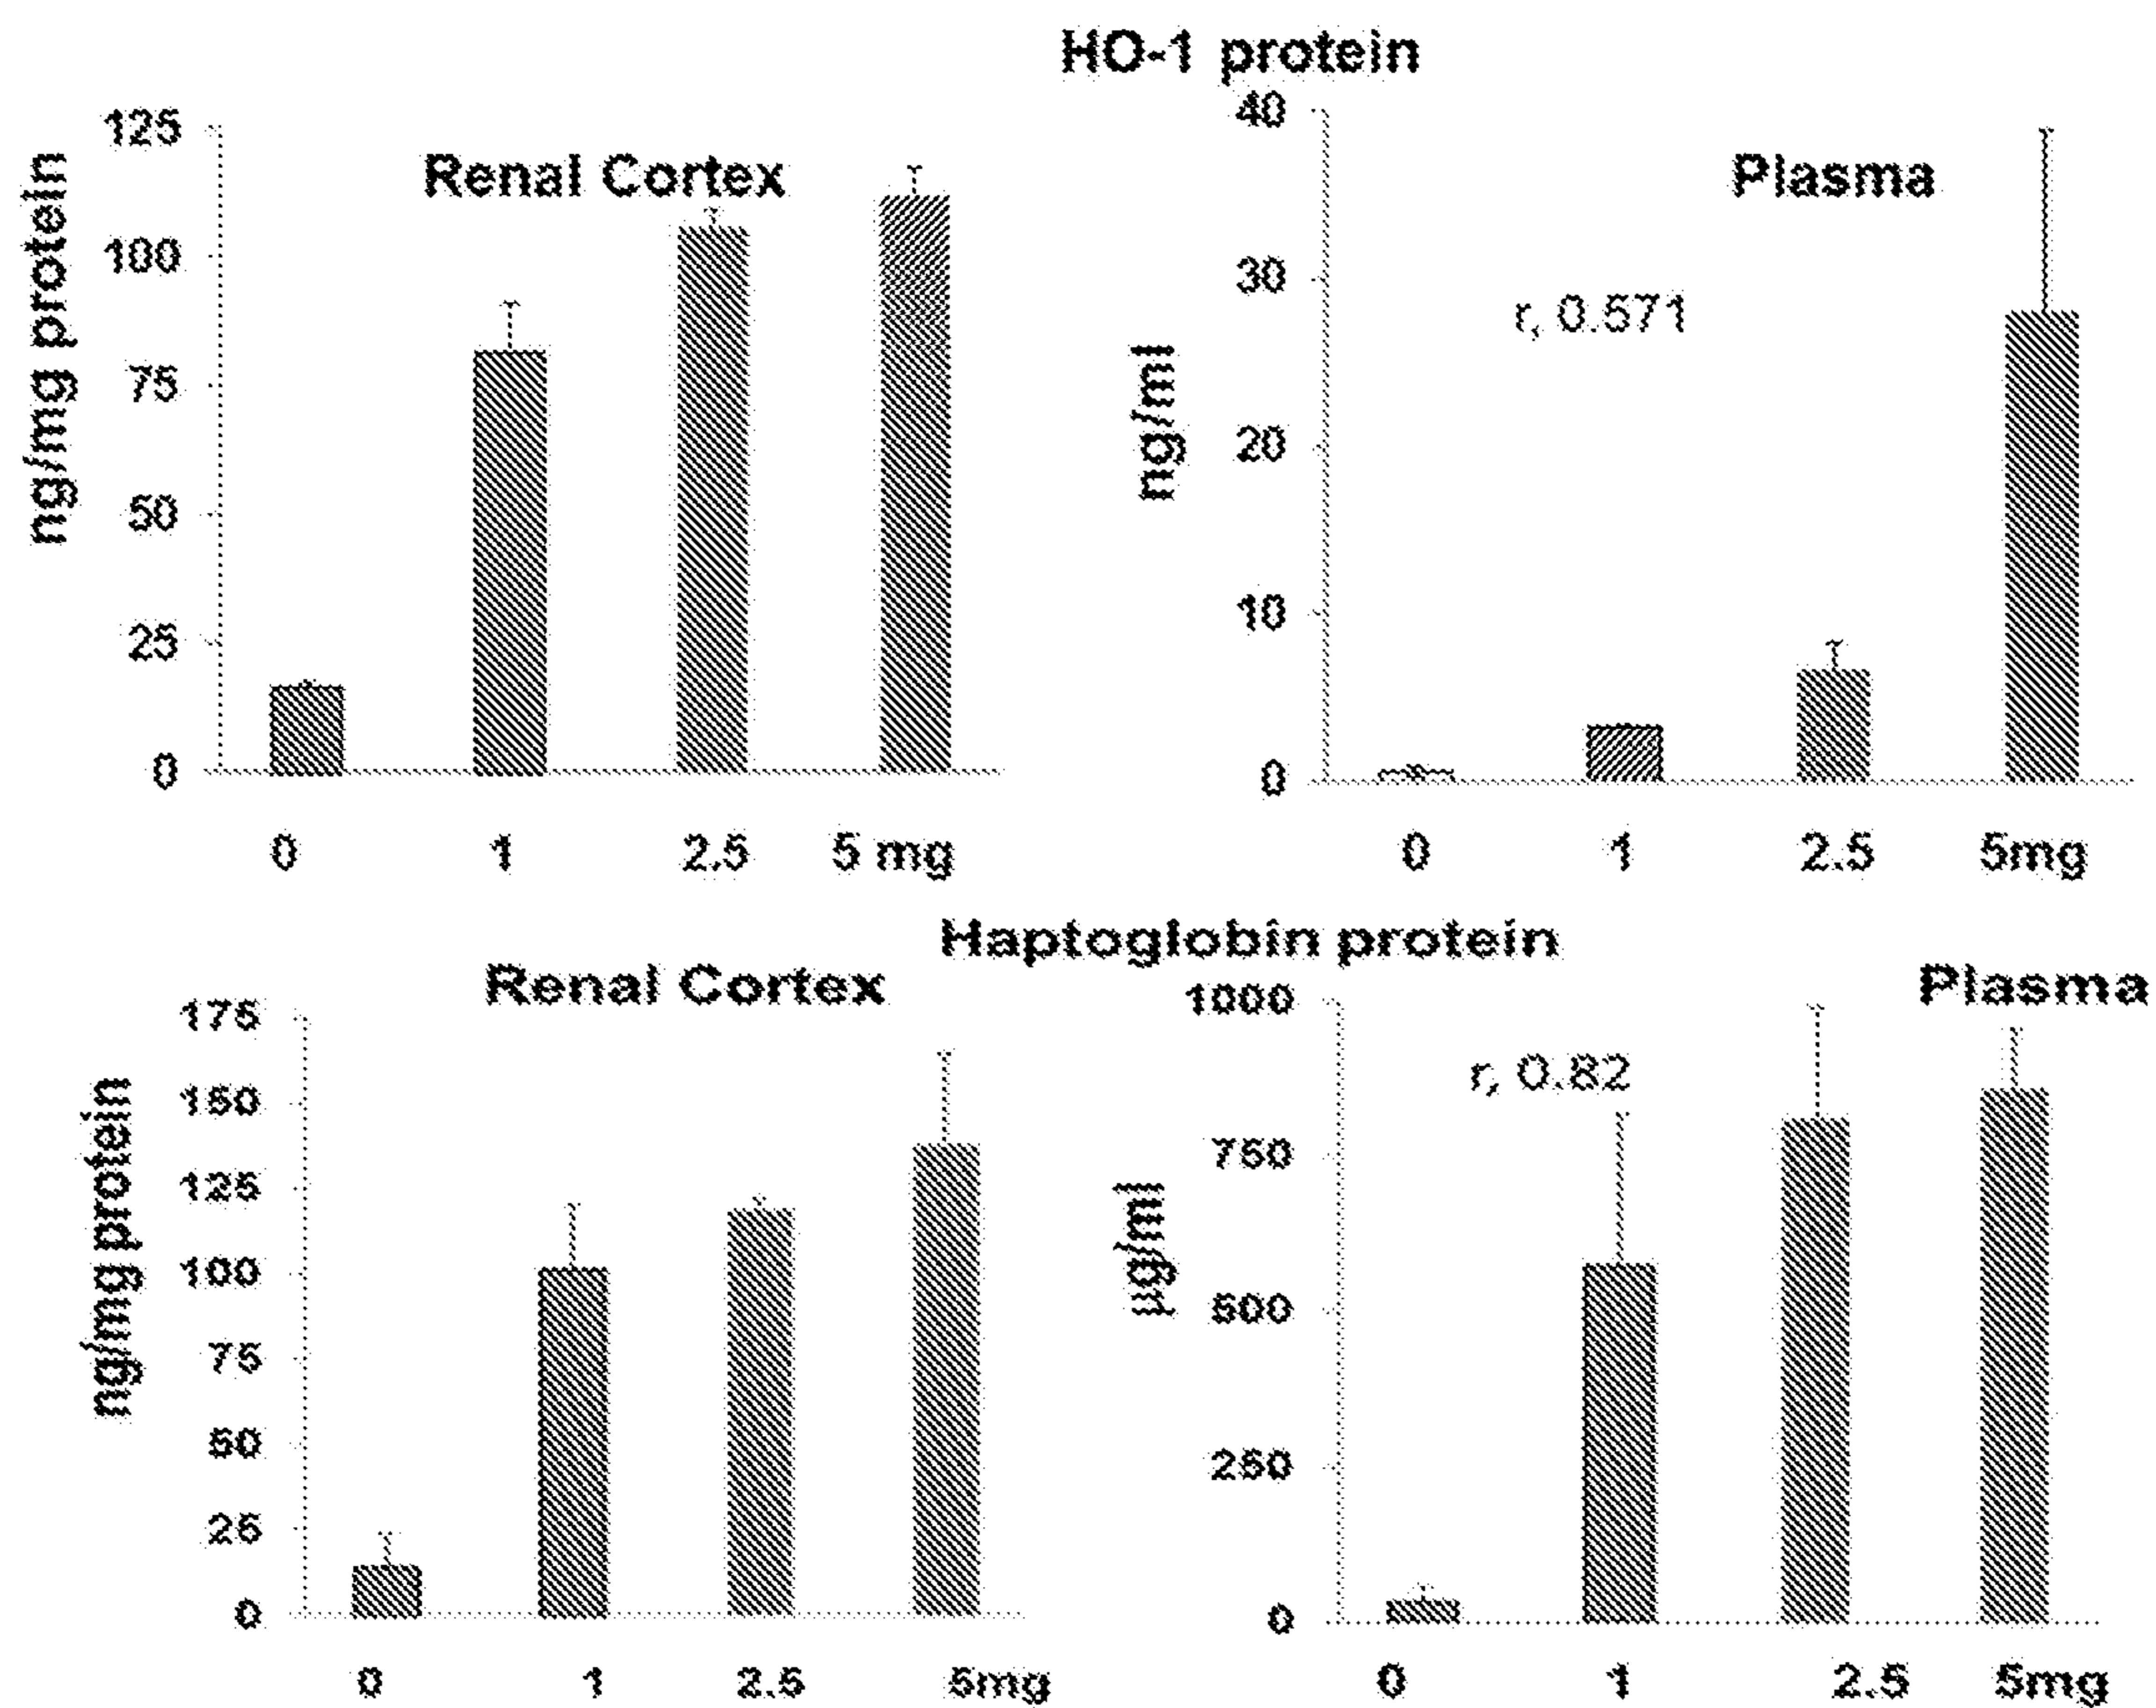 HO-1 protein
Renal Cortex
ng/mg protein
125
100
75
50
25
0
0 1 2.5 5 mg
Plasma
r, 0.571
ng/ml
40
30
20
10
0
0 1 2.5 5mg
Haptoglobin protein
Renal Cortex
ng/mg protein
175
150
125
100
75
50
25
0
0 1 2.5 5mg
Plasma
r, 0.82
µg/ml
1000
750
500
250
0
0 1 2.5 5mg